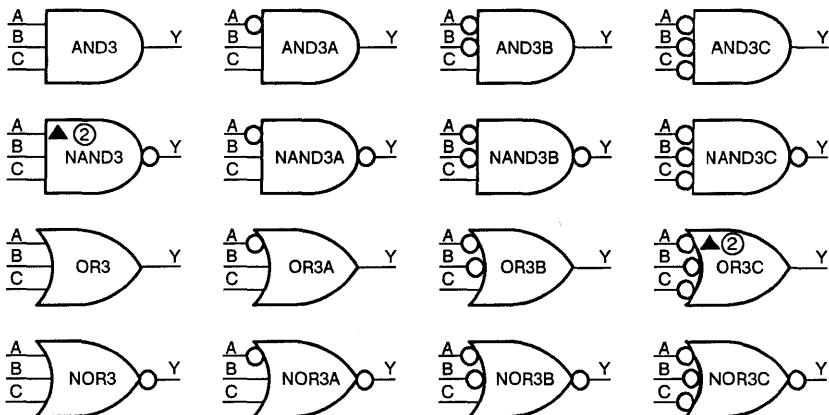 A A A A
B Y B Y B Y B Y
AND3 AND3A AND3B AND3C
C C C C
A ▲ ② A A A
B Y B Y B Y B Y
NAND3 NAND3A NAND3B NAND3C
C C C C
A A A A ▲ ②
B Y B Y B Y B Y
OR3 OR3A OR3B OR3C
C C C C
A A A A
B Y B Y B Y B Y
NOR3 NOR3A NOR3B NOR3C
C C C C